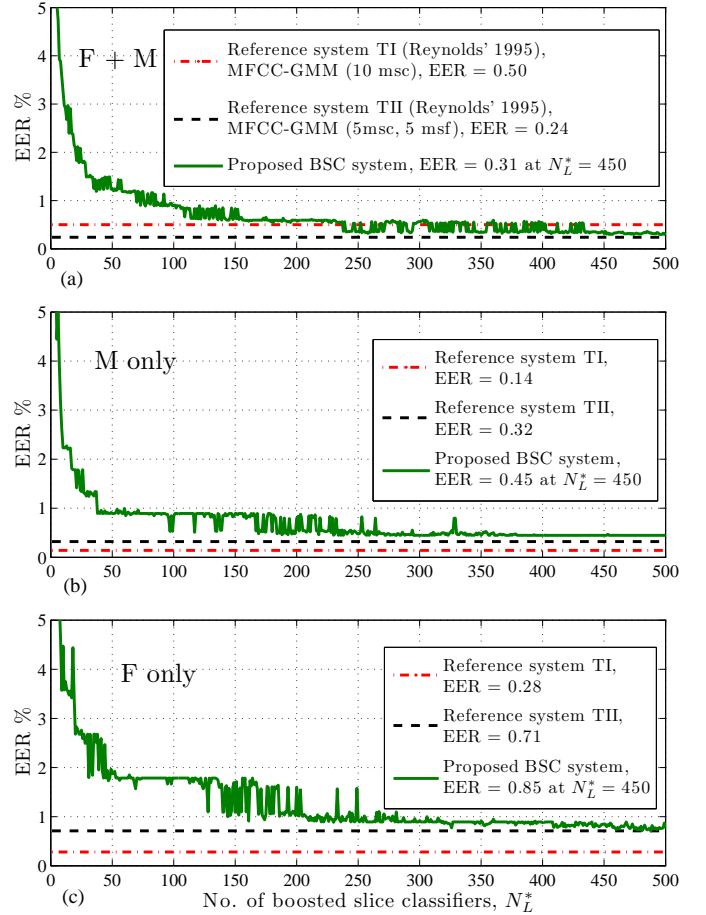 5
4
3
2
1
0
EER %
F + M
Reference system TI (Reynolds' 1995),
MFCC-GMM (10 msc), EER = 0.50
Reference system TII (Reynolds' 1995),
MFCC-GMM (5msc, 5 msf), EER = 0.24
Proposed BSC system, EER = 0.31 at N*L = 450
0 50 100 150 200 250 300 350 400 450 500
(a)
5
4
3
2
1
0
EER %
M only
Reference system TI,
EER = 0.14
Reference system TII,
EER = 0.32
Proposed BSC system,
EER = 0.45 at N*L = 450
0 50 100 150 200 250 300 350 400 450 500
(b)
5
4
3
2
1
0
EER %
F only
Reference system TI,
EER = 0.28
Reference system TII,
EER = 0.71
Proposed BSC system,
EER = 0.85 at N*L = 450
0 50 100 150 200 250 300 350 400 450 500
(c)
No. of boosted slice classifiers, N*L